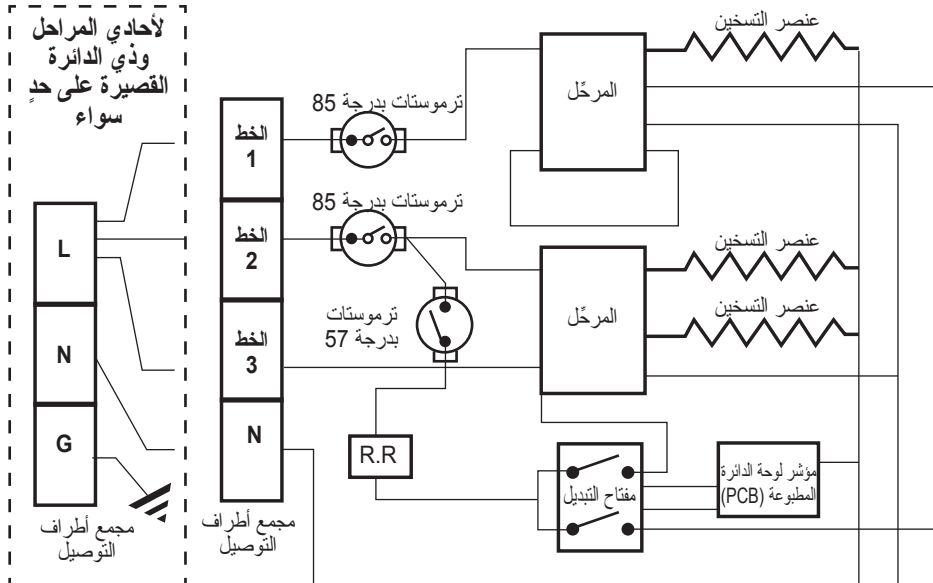 لأحادي المراحل
وذي الدائرة
القصيرة على حدٍ
سواء
L
N
G
مجمع أطراف
التوصيل
الخط
1
الخط
2
الخط
3
N
مجمع أطراف
التوصيل
ترموستات بدرجة 85
ترموستات بدرجة 85
ترموستات
بدرجة 57
R.R
المرحّل
المرحّل
عنصر التسخين
عنصر التسخين
عنصر التسخين
مفتاح التبديل
مؤشر لوحة الدائرة
المطبوعة (PCB)